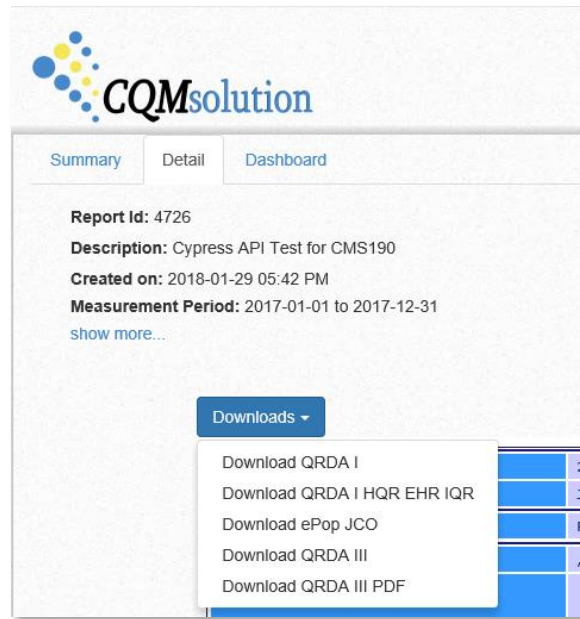 CQMsolution
Summary Detail Dashboard
Report Id: 4726
Description: Cypress API Test for CMS190
Created on: 2018-01-29 05:42 PM
Measurement Period: 2017-01-01 to 2017-12-31
show more...
Downloads
Download QRDA I
Download QRDA I HQR EHR IQR
Download ePop JCO
Download QRDA III
Download QRDA III PDF